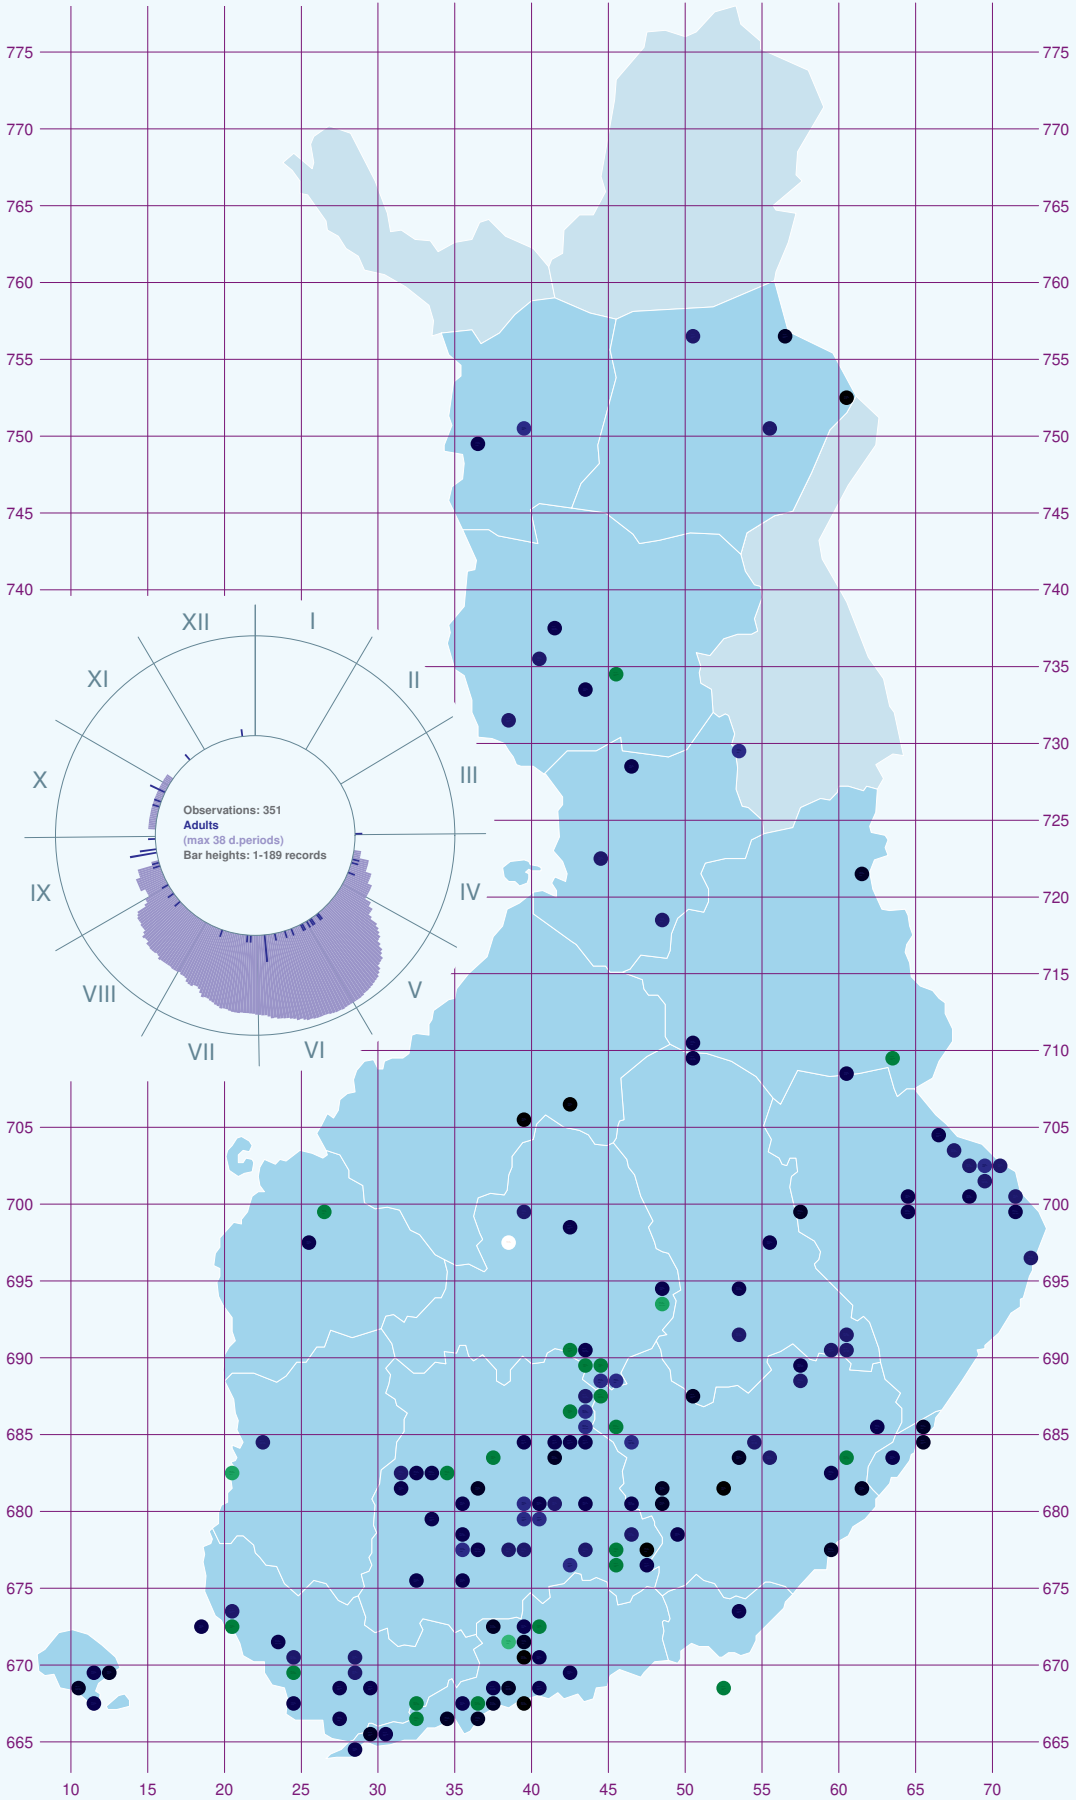 775 775
770 770
765 765
760 760
755 755
750 750
745 745
740 740
XII I
XI II
735 735
730 730
X III
Observations: 351
Adults
(max 38 d.periods)
Bar heights: 1-189 records
725 725
IX IV
720 720
715 715
VIII V
VII VI
710 710
705 705
700 700
695 695
690 690
685 685
680 680
675 675
670 670
665 665
10 15 20 25 30 35 40 45 50 55 60 65 70